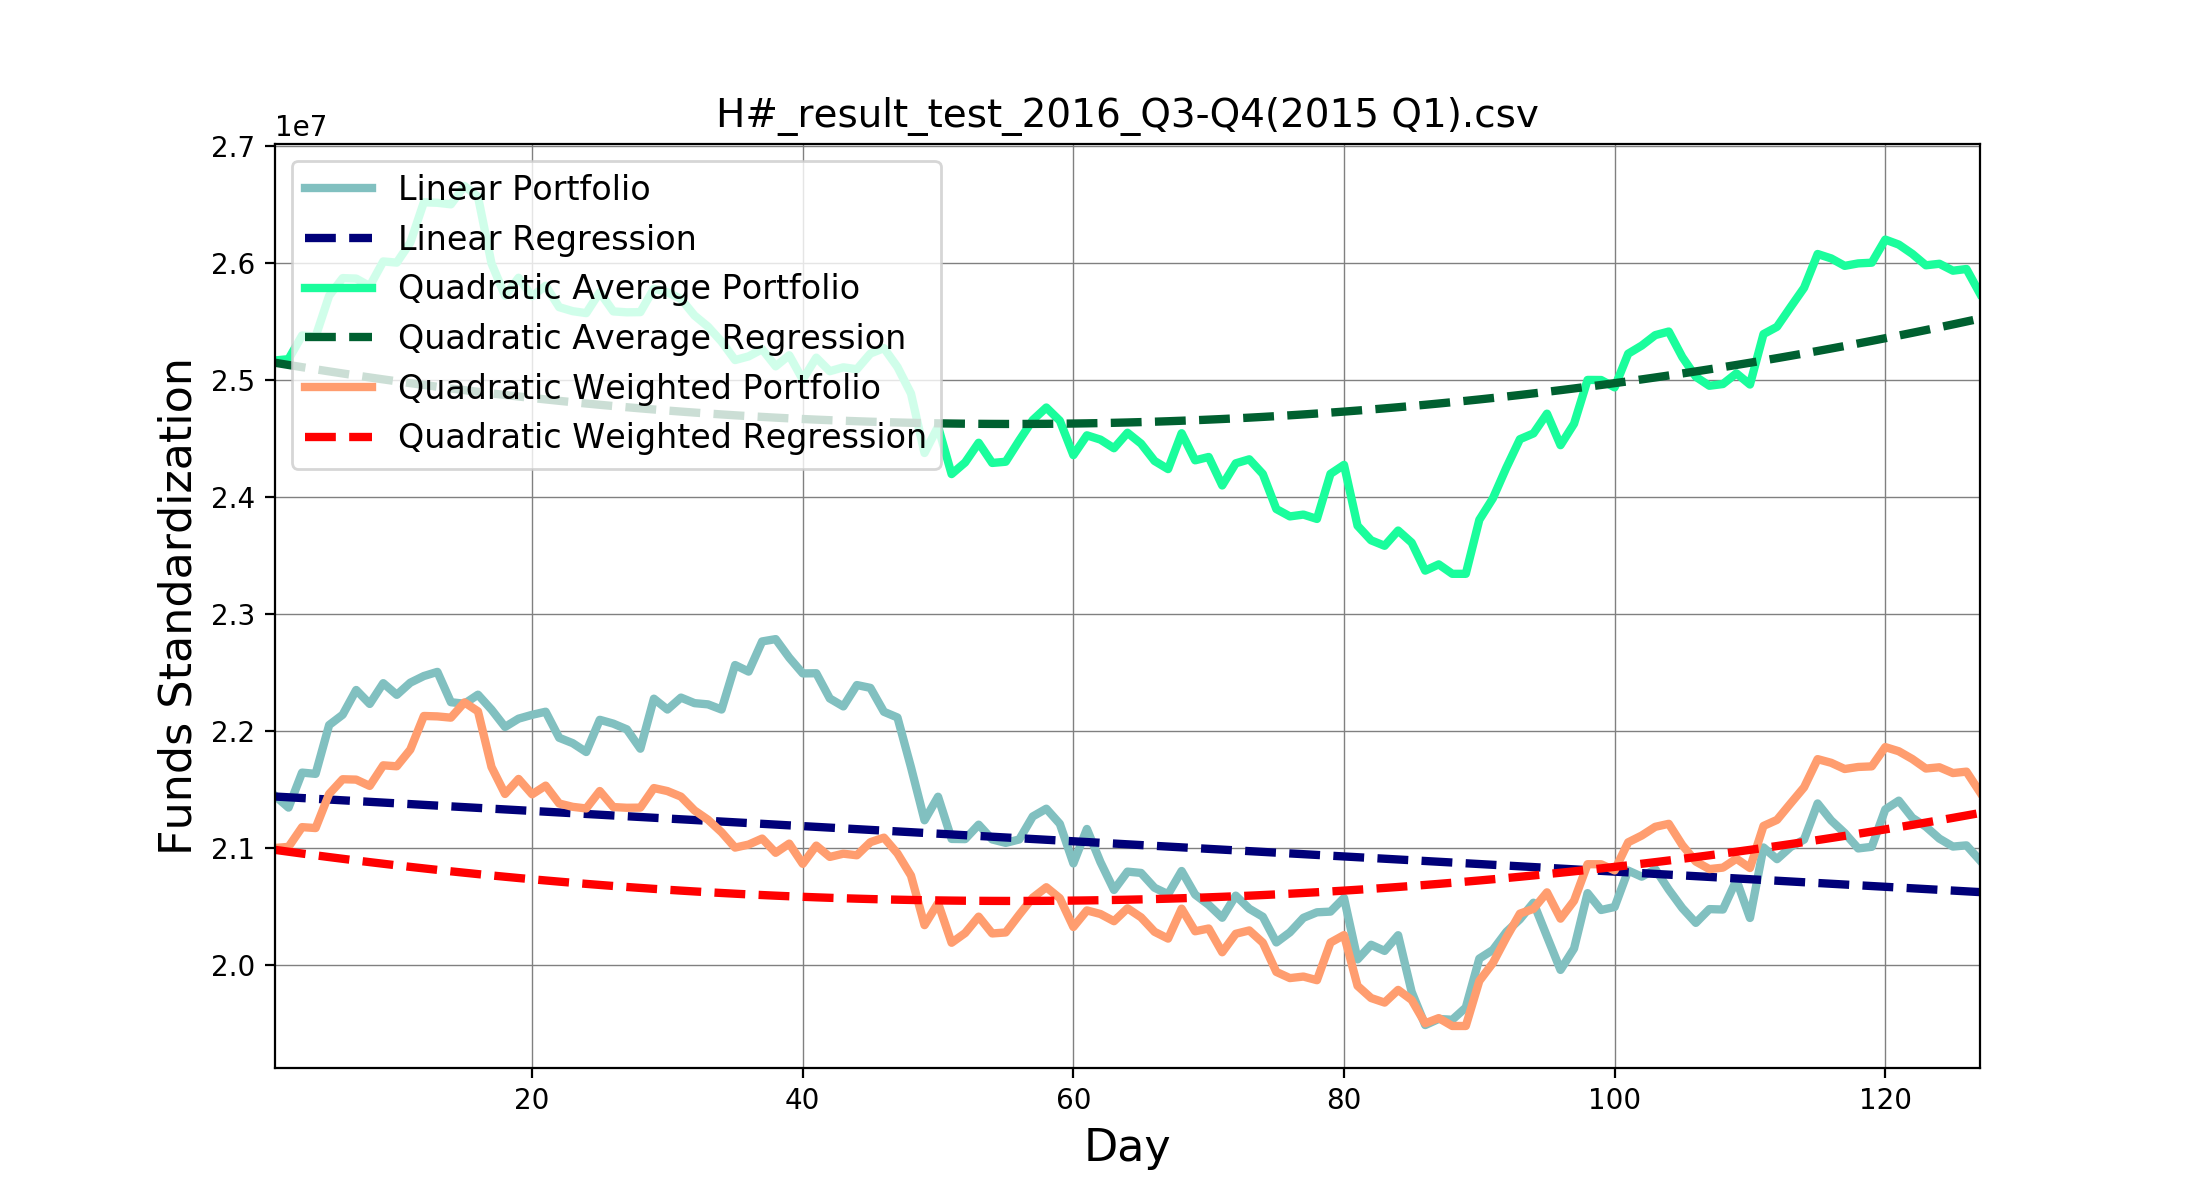 H#_result_test_2016_Q3-Q4(2015 Q1).csv
1e7
2.7
2.6
2.5
2.4
2.3
2.2
2.1
2.0
Funds Standardization
Linear Portfolio
Linear Regression
Quadratic Average Portfolio
Quadratic Average Regression
Quadratic Weighted Portfolio
Quadratic Weighted Regression
20 40 60 80 100 120
Day